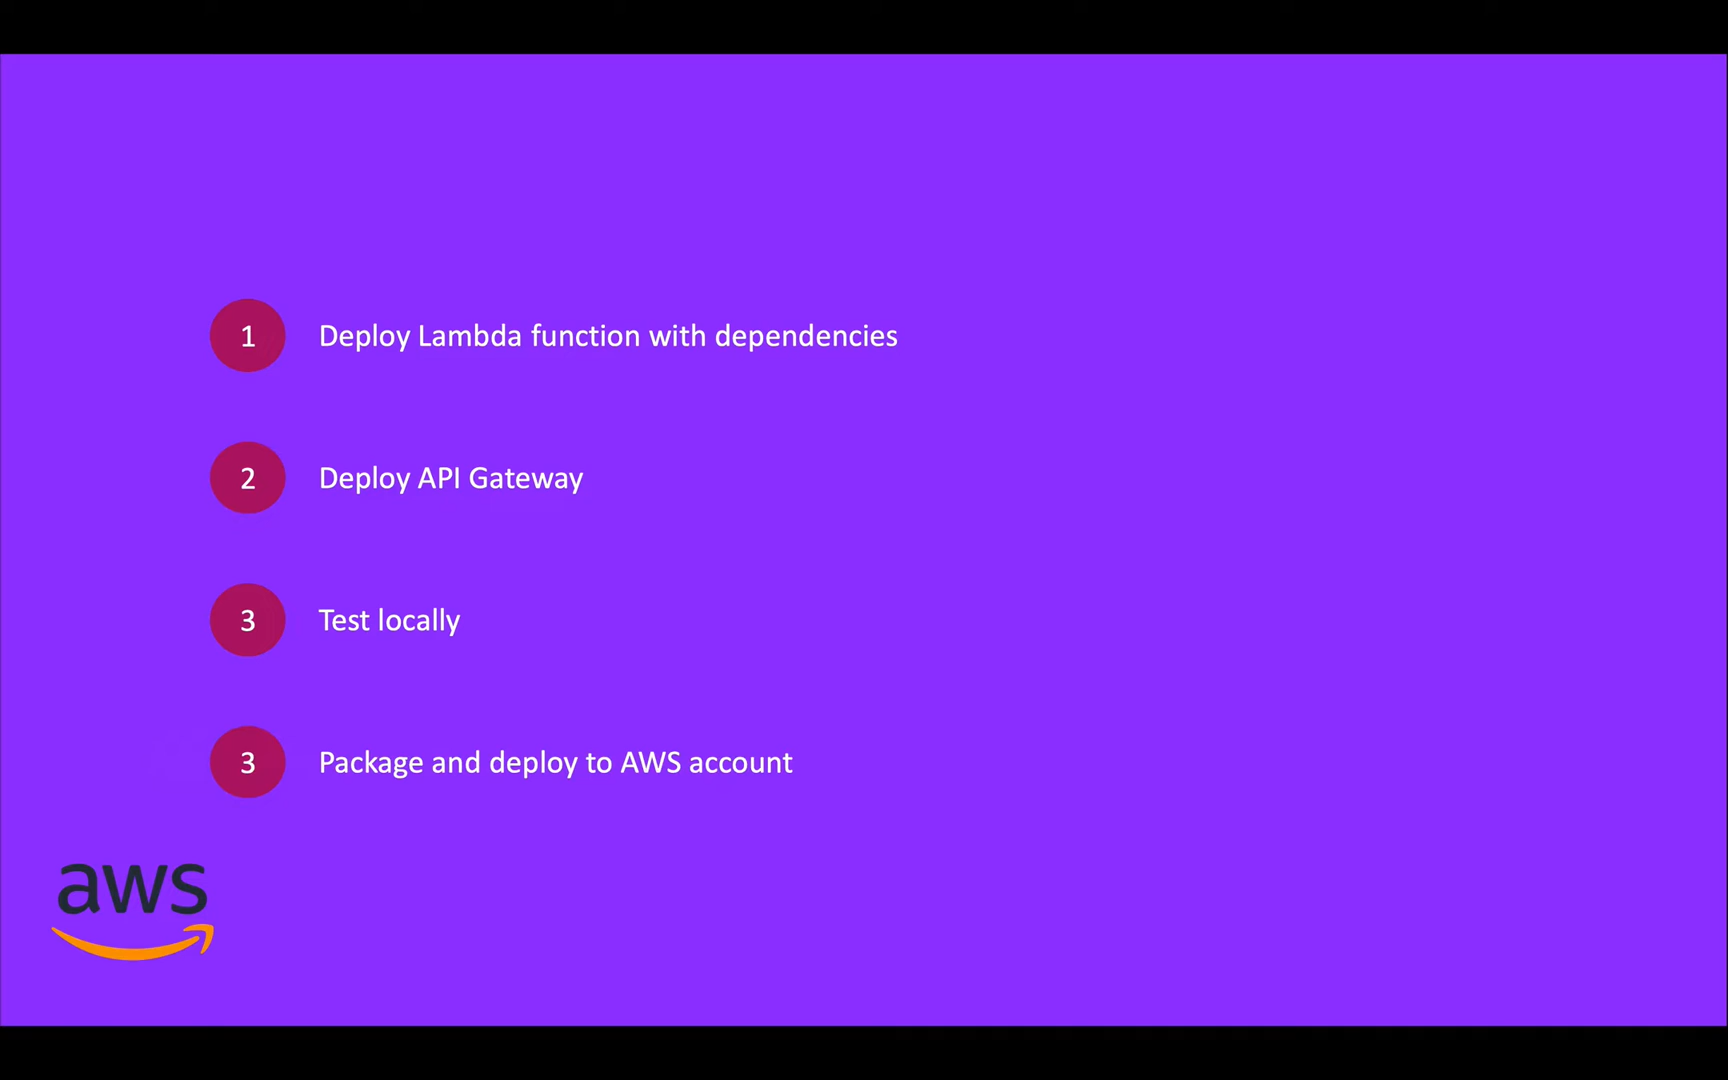 1 Deploy Lambda function with dependencies
2 Deploy API Gateway
3 Test locally
3 Package and deploy to AWS account
aws